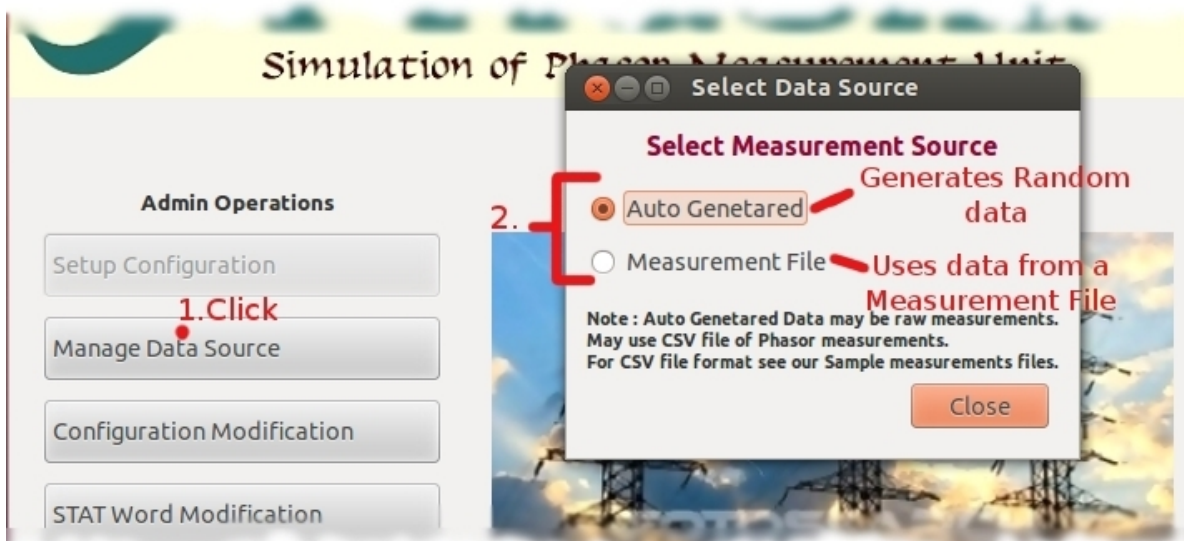 Simulation of Phasor Measurement Unit
Select Data Source
Select Measurement Source
Generates Random
data
Admin Operations
2.
Auto Genetared
Setup Configuration
Measurement File
Uses data from a
Measurement File
1.Click
Note : Auto Genetared Data may be raw measurements.
May use CSV file of Phasor measurements.
For CSV file format see our Sample measurements files.
Manage Data Source
Close
Configuration Modification
STAT Word Modification